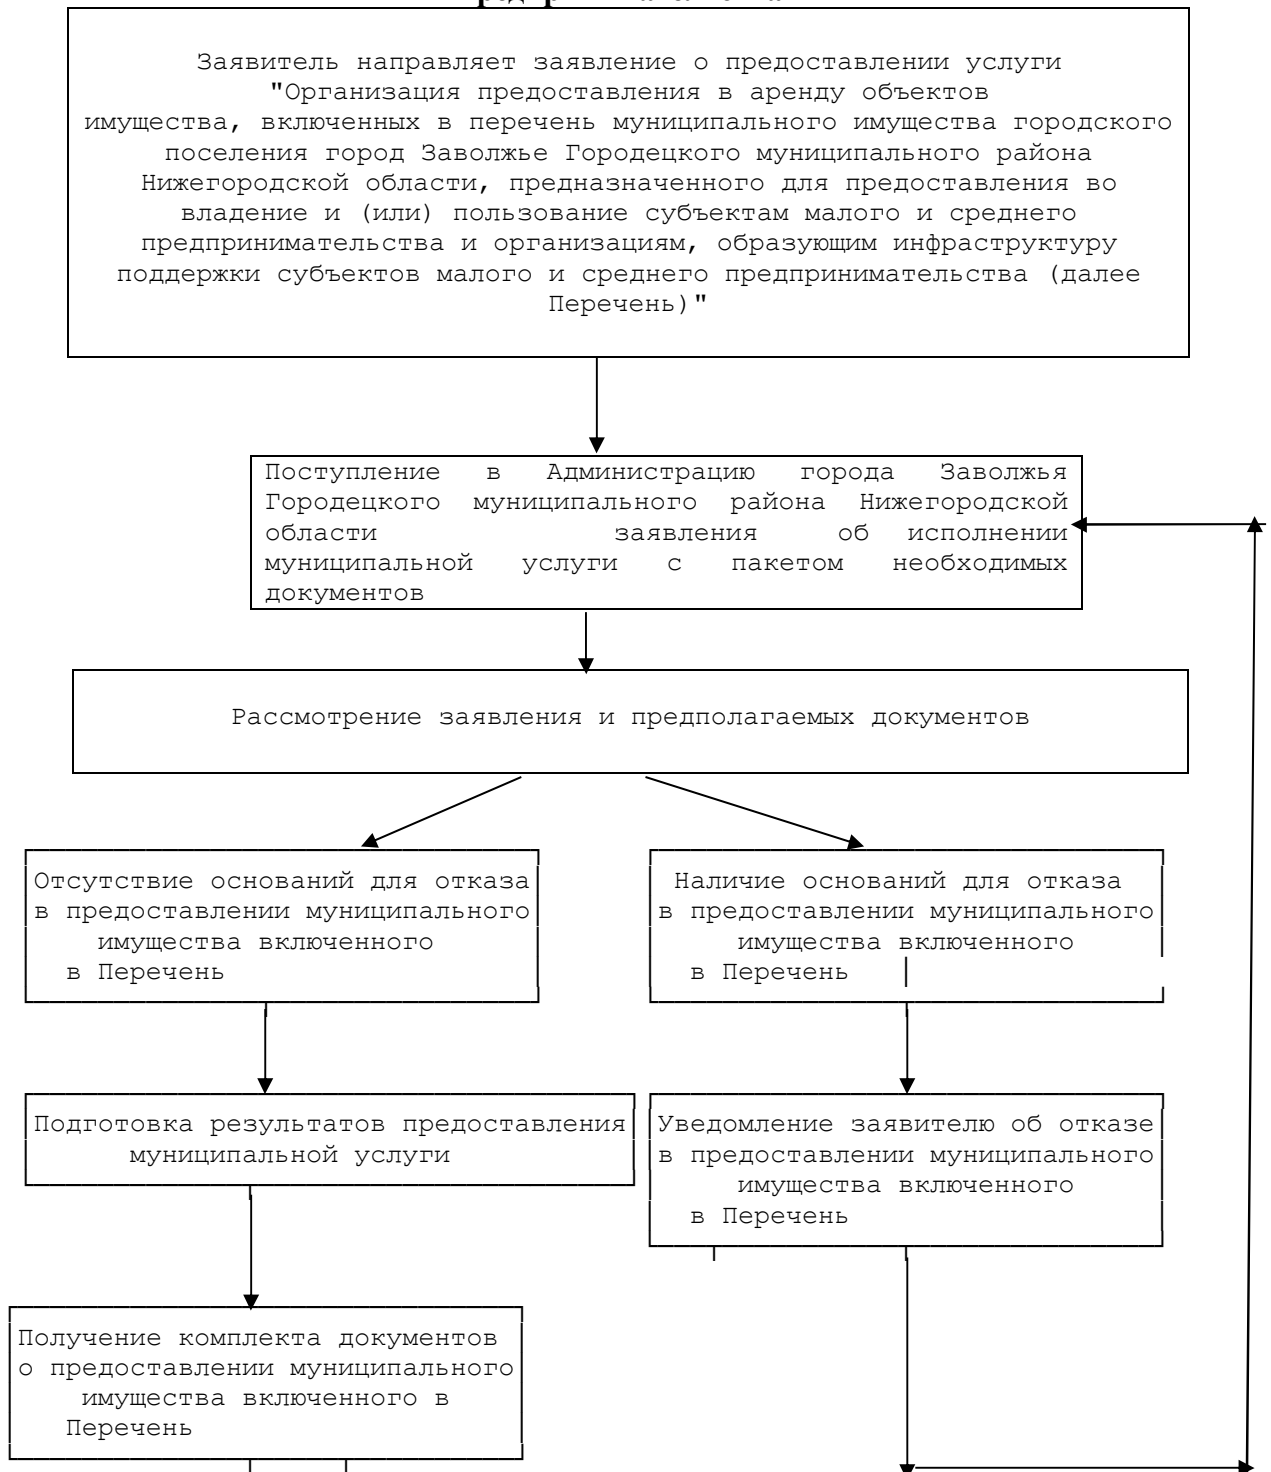 Заявитель направляет заявление о предоставлении услуги
"Организация предоставления в аренду объектов
имущества, включенных в перечень муниципального имущества городского
поселения город Заволжье Городецкого муниципального района
Нижегородской области, предназначенного для предоставления во
владение и (или) пользование субъектам малого и среднего
предпринимательства и организациям, образующим инфраструктуру
поддержки субъектов малого и среднего предпринимательства (далее
Перечень)"
Поступление в Администрацию города Заволжья
Городецкого муниципального района Нижегородской
области заявления об исполнении
муниципальной услуги с пакетом необходимых
документов
Рассмотрение заявления и предполагаемых документов
Отсутствие оснований для отказа
в предоставлении муниципального
имущества включенного
в Перечень
Наличие оснований для отказа
в предоставлении муниципального
имущества включенного
в Перечень
Подготовка результатов предоставления
муниципальной услуги
Уведомление заявителю об отказе
в предоставлении муниципального
имущества включенного
в Перечень
Получение комплекта документов
о предоставлении муниципального
имущества включенного в
Перечень